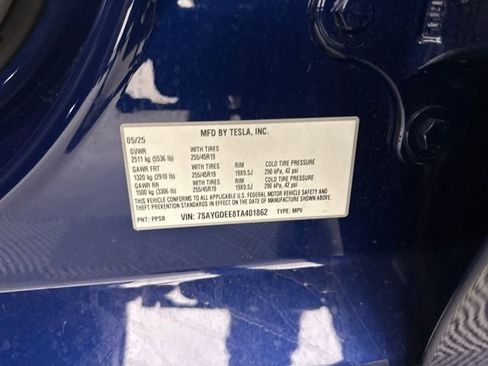 MFD BY TESLA, INC.
05/25
GVWR WITH TIRES
2511 kg (5536 lb) 255/45R19
GAWR FRT WITH TIRES RIM COLD TIRE PRESSURE
1320 kg (2910 lb) 255/45R19 19X9.5J 290 kPa, 42 psi
GAWR RR WITH TIRES RIM COLD TIRE PRESSURE
1500 kg (3306 lb) 255/45R19 19X9.5J 290 kPa, 42 psi
THIS VEHICLE CONFORMS TO ALL APPLICABLE U.S. FEDERAL MOTOR VEHICLE SAFETY AND
THEFT PREVENTION STANDARDS IN EFFECT ON THE DATE OF MANUFACTURE SHOWN ABOVE.
PNT: PPSB VIN: 7SAYGDEE8TA401862 TYPE: MPV